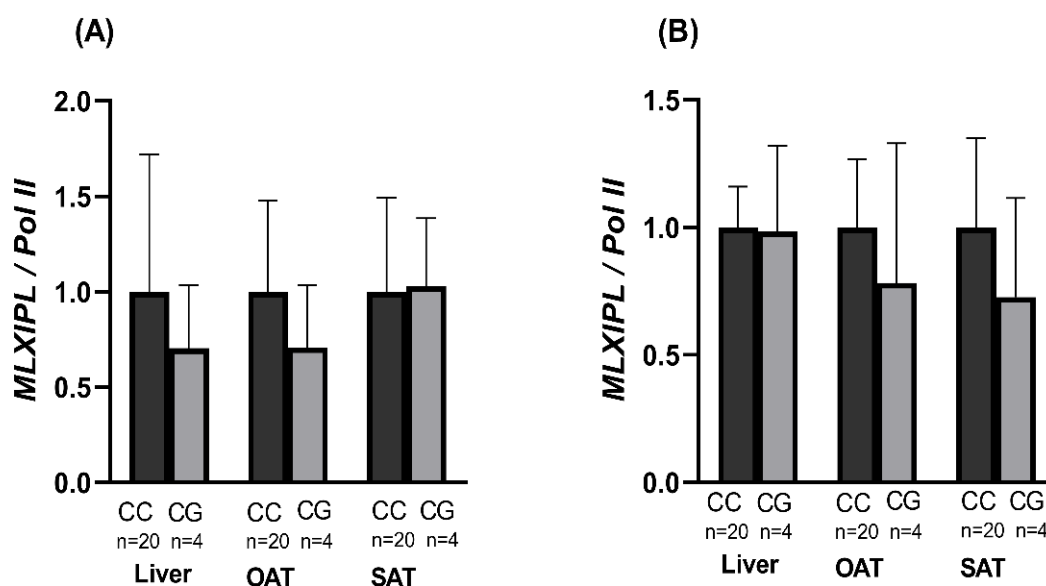 (A)
MLXIPL / Pol II
2.0
1.5
1.0
0.5
0.0
CC CG CC CG CC CG
n=20 n=4 n=20 n=4 n=20 n=4
Liver OAT SAT
(B)
MLXIPL / Pol II
1.5
1.0
0.5
0.0
CC CG CC CG CC CG
n=20 n=4 n=20 n=4 n=20 n=4
Liver OAT SAT